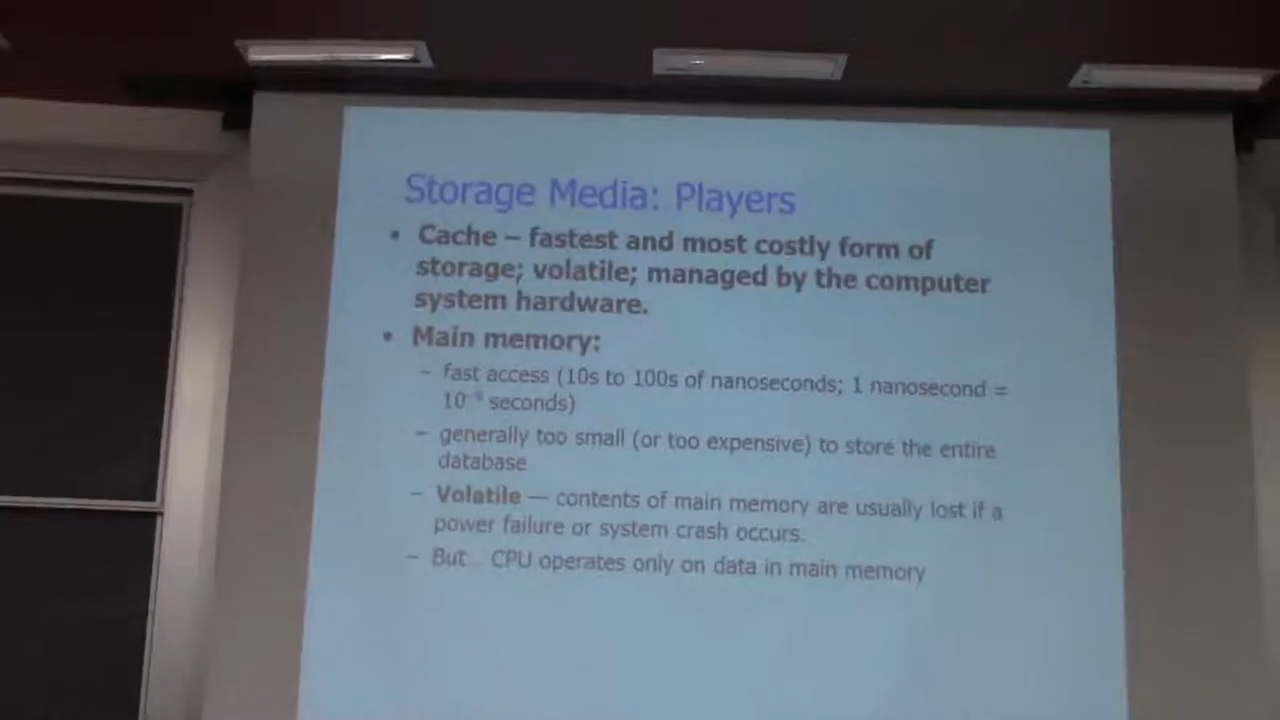 Storage Media: Players
• Cache – fastest and most costly form of
storage; volatile; managed by the computer
system hardware.
• Main memory:
– fast access (10s to 100s of nanoseconds; 1 nanosecond =
10⁻⁹ seconds)
– generally too small (or too expensive) to store the entire
database
– Volatile — contents of main memory are usually lost if a
power failure or system crash occurs.
– But… CPU operates only on data in main memory